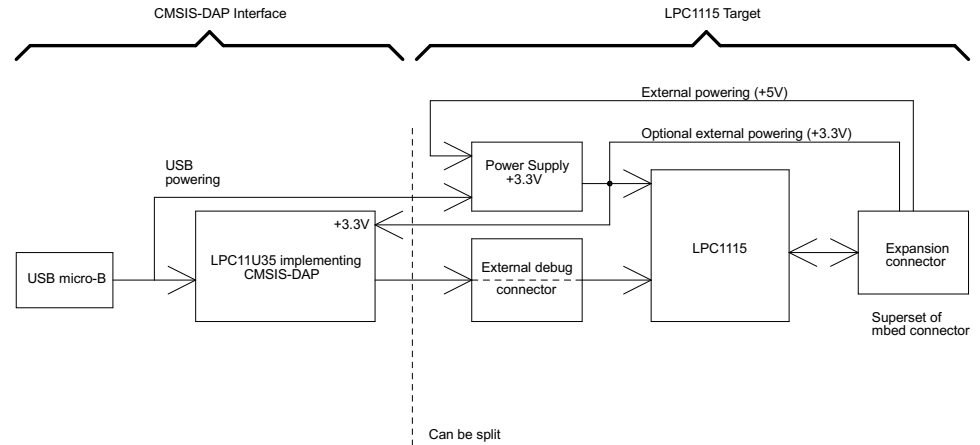 CMSIS-DAP Interface
LPC1115 Target
External powering (+5V)
Optional external powering (+3.3V)
USB
powering
Power Supply
+3.3V
+3.3V
LPC11U35 implementing
CMSIS-DAP
USB micro-B
External debug
connector
LPC1115
Expansion
connector
Superset of
mbed connector
Can be split